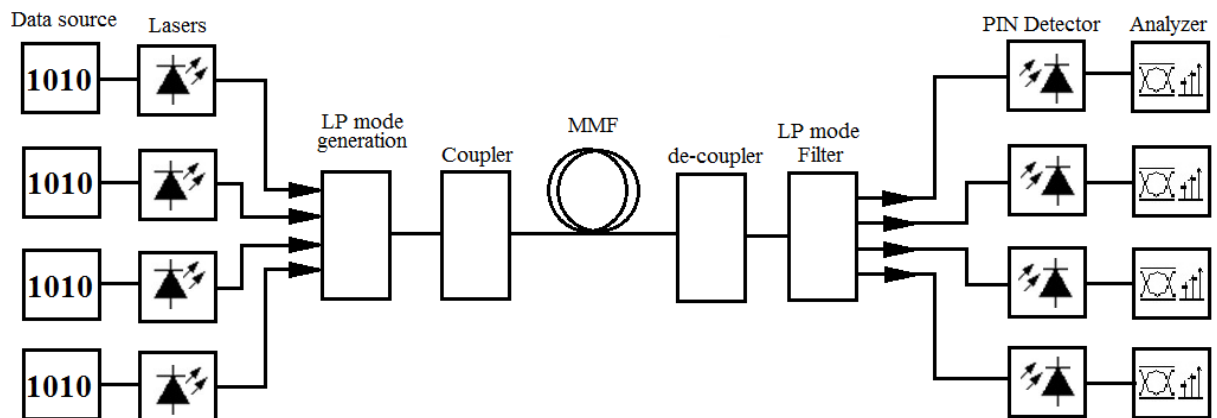 Data source
Lasers
PIN Detector
Analyzer
1010
LP mode
generation
Coupler
MMF
de-coupler
LP mode
Filter
1010
1010
1010